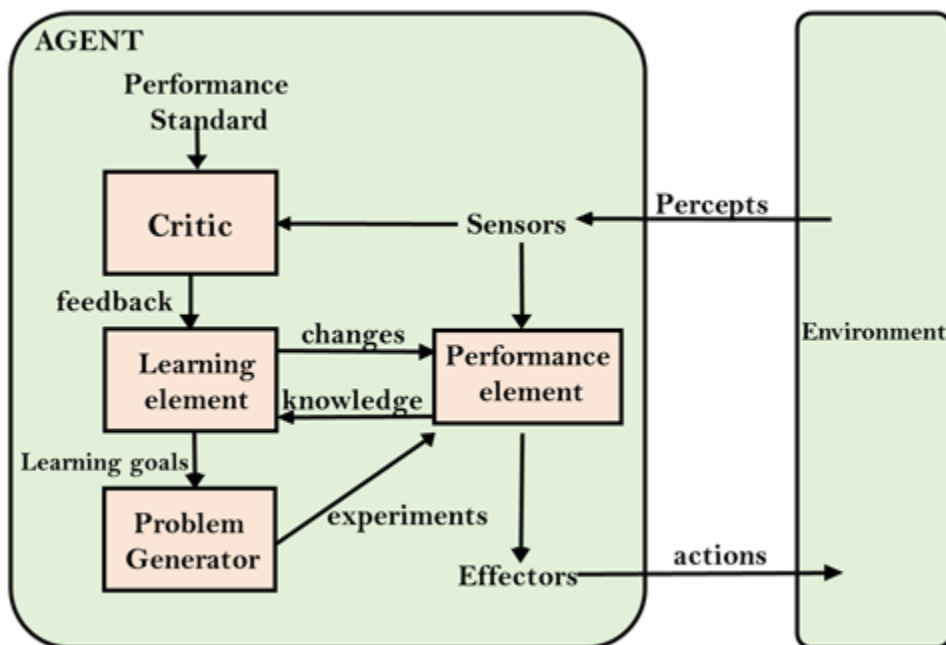 AGENT
Performance
Standard
Critic
Sensors
Percepts
feedback
changes
Learning
element
Performance
element
Environment
knowledge
Learning goals
Problem
Generator
experiments
Effectors
actions